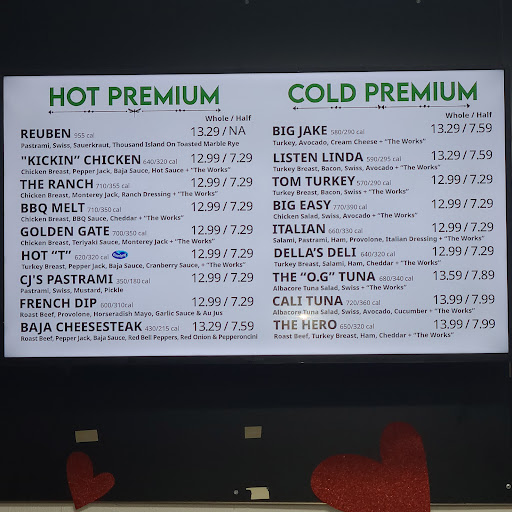 HOT PREMIUM
Whole / Half
REUBEN 555 cal 13.29 / NA
Pastrami, Swiss, Sauerkraut, Thousand Island On Toasted Marble Rye
"KICKIN" CHICKEN 640/320 cal 12.99 / 7.29
Chicken Breast, Pepper Jack, Baja Sauce, Hot Sauce + "The Works"
THE RANCH 710/355 cal 12.99 / 7.29
Chicken Breast, Monterey Jack, Ranch Dressing + "The Works"
BBQ MELT 710/350 cal 12.99 / 7.29
Chicken Breast, BBQ Sauce, Cheddar + "The Works"
GOLDEN GATE 700/350 cal 12.99 / 7.29
Chicken Breast, Teriyaki Sauce, Monterey Jack + "The Works"
HOT "T" 620/320 cal 12.99 / 7.29
Turkey Breast, Pepper Jack, Baja Sauce, Cranberry Sauce, + "The Works"
CJ'S PASTRAMI 350/180 cal 12.99 / 7.29
Pastrami, Swiss, Mustard, Pickle
FRENCH DIP 600/310cal 12.99 / 7.29
Roast Beef, Provolone, Horseradish Mayo, Garlic Sauce & Au Jus
BAJA CHEESESTEAK 430/215 cal 13.29 / 7.59
Roast Beef, Pepper Jack, Baja Sauce, Red Bell Peppers, Red Onion & Pepperoncini
COLD PREMIUM
Whole / Half
BIG JAKE 580/290 cal 13.29 / 7.59
Turkey, Avocado, Cream Cheese + "The Works"
LISTEN LINDA 590/295 cal 13.29 / 7.59
Turkey Breast, Bacon, Swiss, Avocado + "The Works"
TOM TURKEY 570/290 cal 12.99 / 7.29
Turkey Breast, Bacon, Swiss + "The Works"
BIG EASY 770/390 cal 12.99 / 7.29
Chicken Salad, Swiss, Avocado + "The Works"
ITALIAN 660/330 cal 12.99 / 7.29
Salami, Pastrami, Ham, Provolone, Italian Dressing + "The Works"
DELLA'S DELI 640/320 cal 12.99 / 7.29
Turkey Breast, Salami, Ham, Cheddar + "The Works"
THE "O.G" TUNA 680/340 cal 13.59 / 7.89
Albacore Tuna Salad, Swiss + "The Works"
CALI TUNA 720/360 cal 13.99 / 7.99
Albacore Tuna Salad, Swiss, Avocado, Cucumber + "The Works"
THE HERO 650/320 cal 13.99 / 7.99
Roast Beef, Turkey Breast, Ham, Cheddar + "The Works"